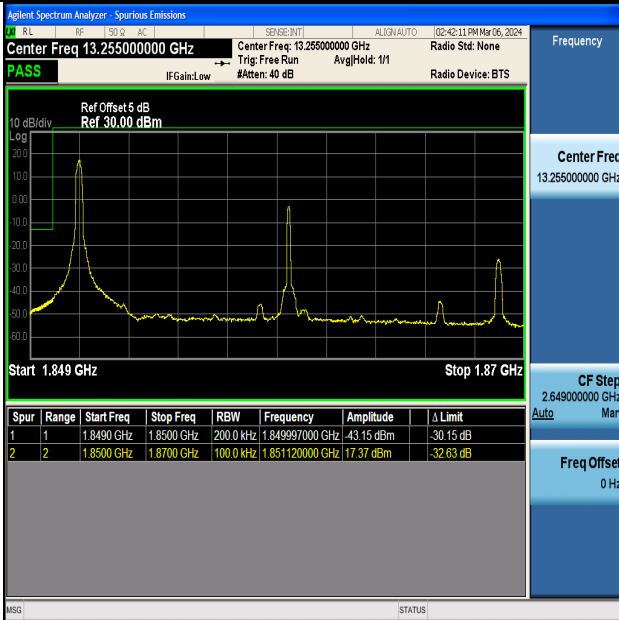 Agilent Spectrum Analyzer - Spurious Emissions
RL RF 50 Ω AC SENSE:INT ALIGN AUTO 02:42:11 PM Mar 06, 2024
Center Freq 13.255000000 GHz
Center Freq: 13.255000000 GHz Radio Std: None
Trig: Free Run Avg|Hold: 1/1
PASS
IFGain:Low #Atten: 40 dB Radio Device: BTS
Ref Offset 5 dB
10 dB/div Ref 30.00 dBm
Log
20.0
10.0
0.00
-10.0
-20.0
-30.0
-40.0
-50.0
-60.0
Start 1.849 GHz Stop 1.87 GHz
Spur Range Start Freq Stop Freq RBW Frequency Amplitude Δ Limit
1 1 1.8490 GHz 1.8500 GHz 200.0 kHz 1.849997000 GHz -43.15 dBm -30.15 dB
2 2 1.8500 GHz 1.8700 GHz 100.0 kHz 1.851120000 GHz 17.37 dBm -32.63 dB
MSG STATUS
Frequency
Center Freq
13.255000000 GHz
CF Step
2.649000000 GHz
Auto Man
Freq Offset
0 Hz